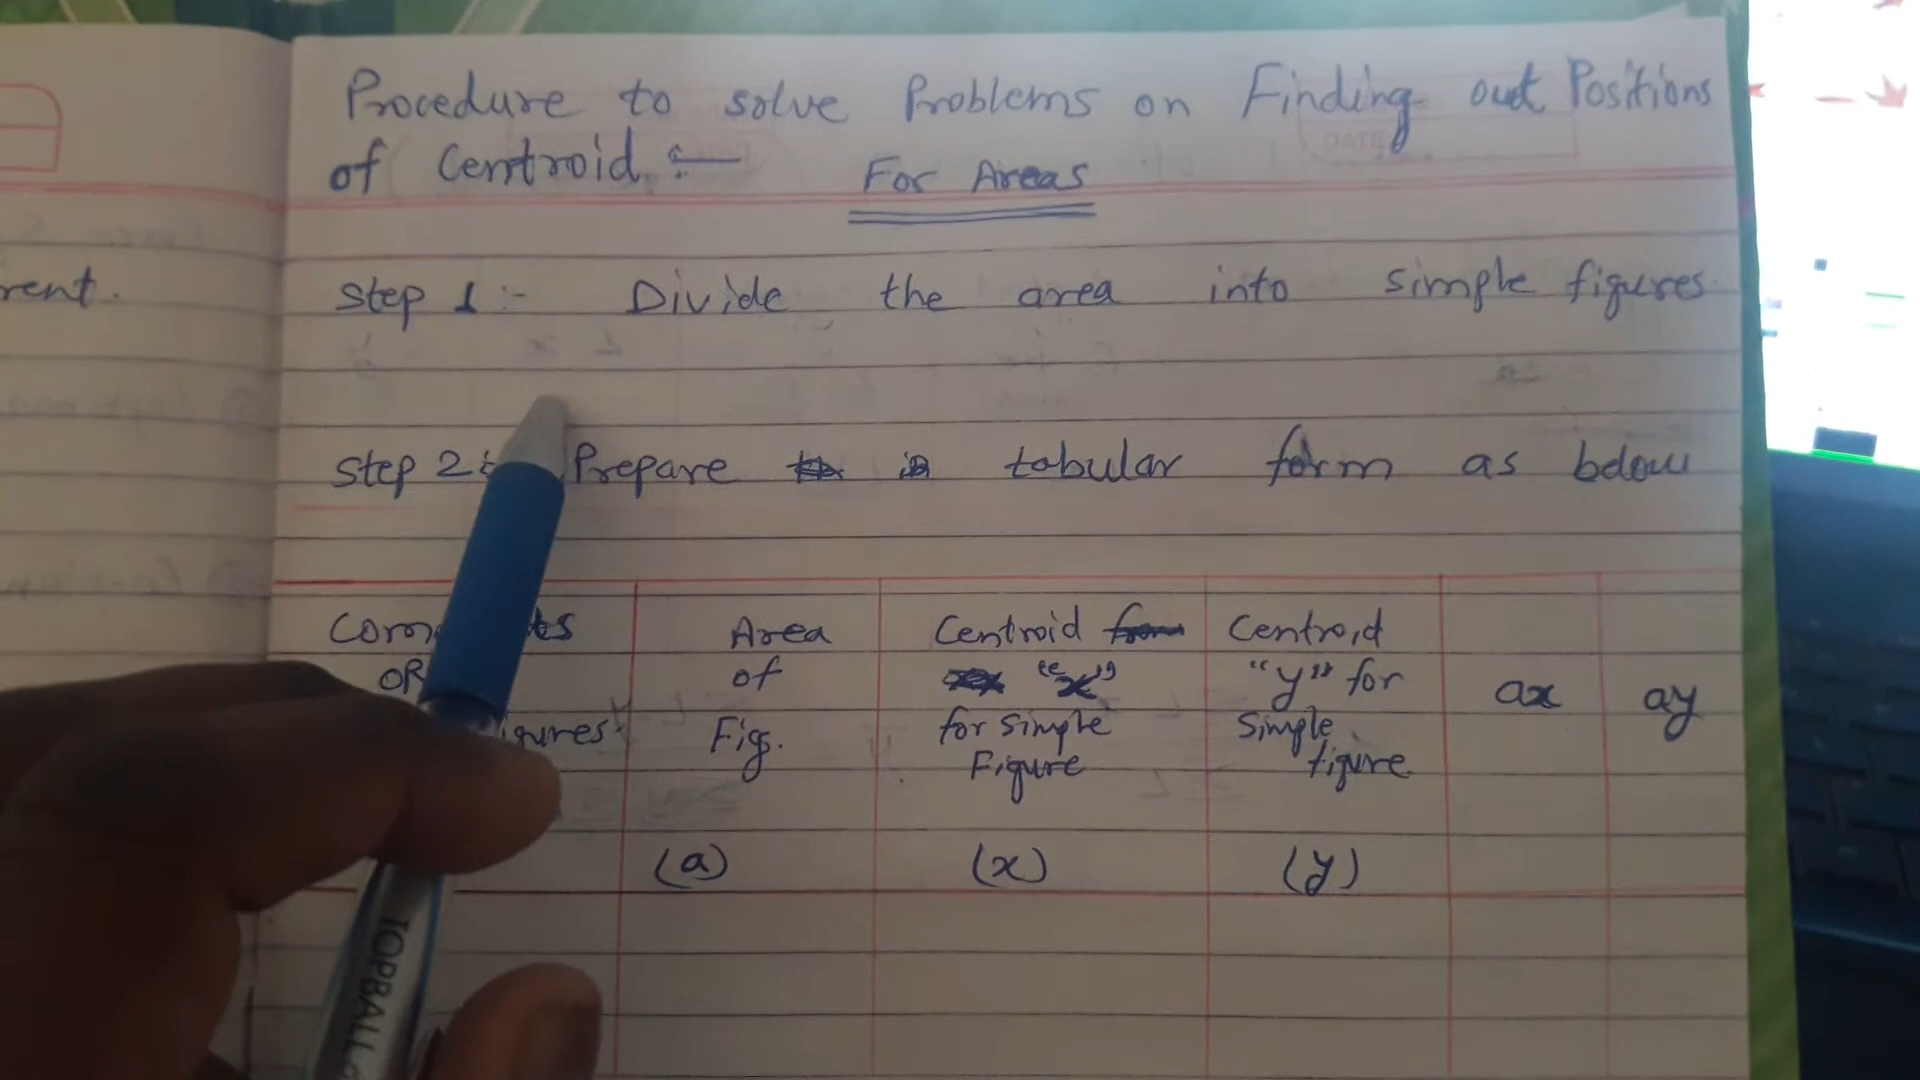 Procedure to solve Problems on Finding out Positions
of Centroid :-
For Areas
rent.
Step 1 :- Divide the area into simple figures
Step 2: Prepare tabular form as below
Area
of
Fig.
(a)
Centroid
"x"
for simple
Figure
(x)
Centroid
"y" for
Simple
figure
(y)
ax
ay
OR
DATE
TOPBALL